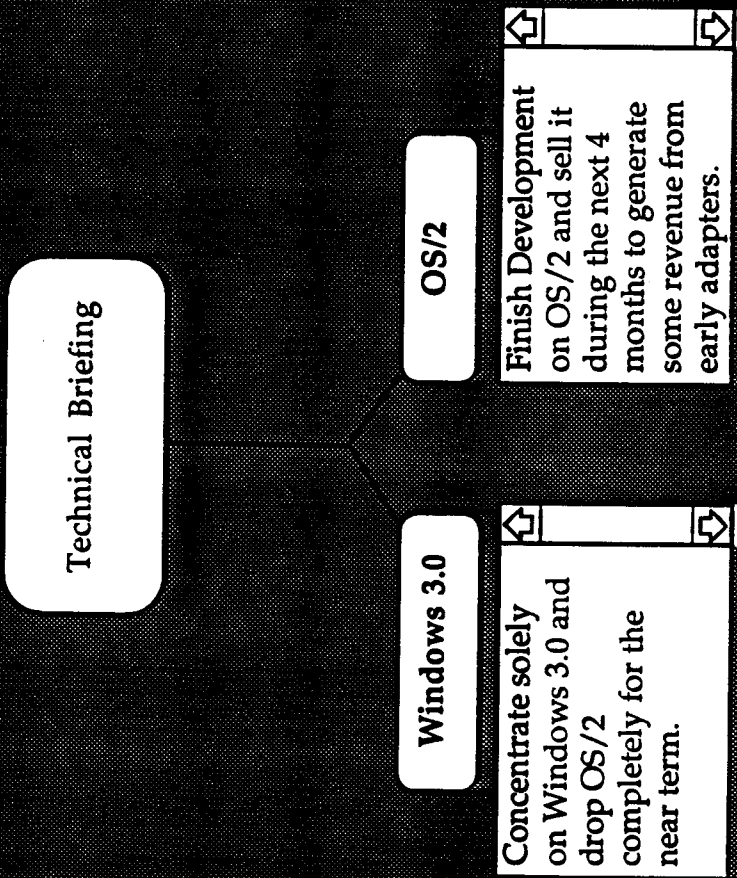 Technical Briefing
Windows 3.0
Concentrate solely
on Windows 3.0 and
drop OS/2
completely for the
near term.
OS/2
Finish Development
on OS/2 and sell it
during the next 4
months to generate
some revenue from
early adapters.